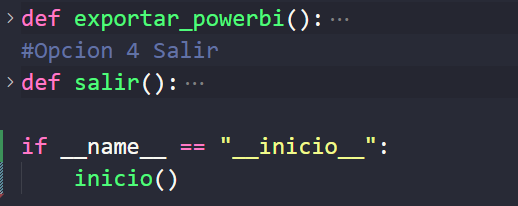 def exportar_powerbi():...
#Opcion 4 Salir
def salir():...
if __name__ == "__inicio__":
inicio()